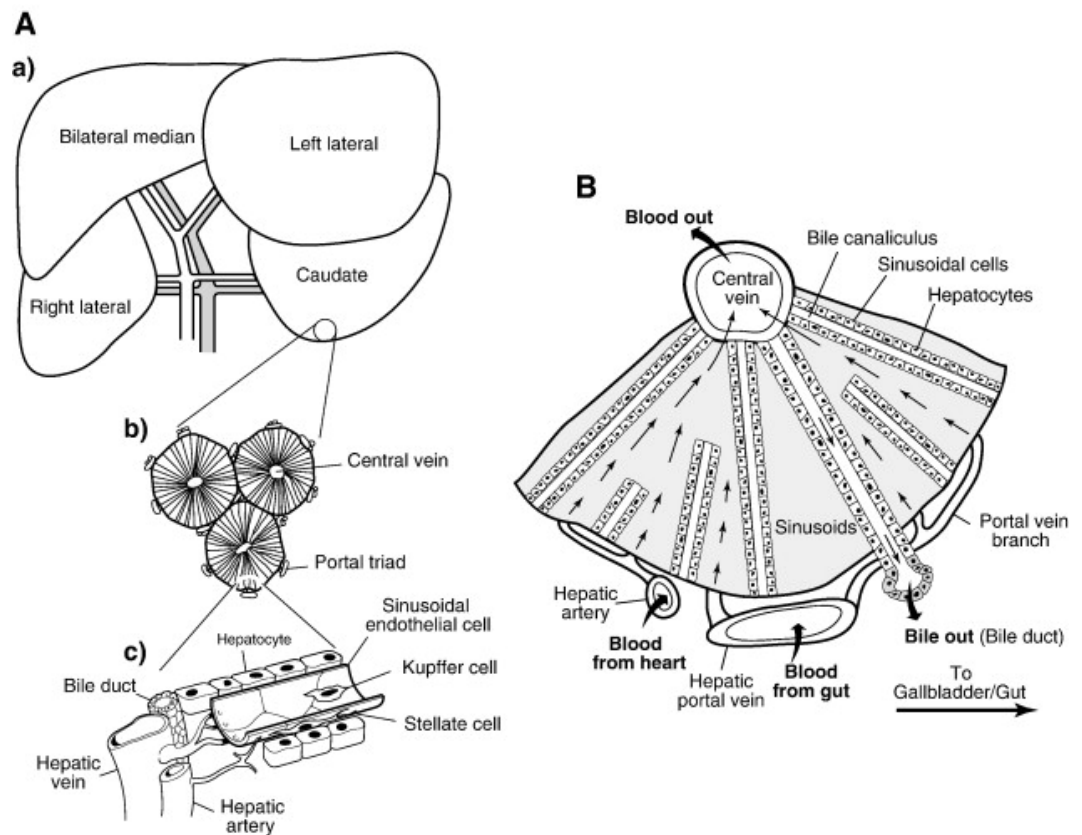 A
a)
Bilateral median
Left lateral
Right lateral
Caudate
b)
Central vein
Portal triad
c)
Hepatocyte
Sinusoidal
endothelial cell
Bile duct
Kupffer cell
Stellate cell
Hepatic
vein
Hepatic
artery
B
Blood out
Bile canaliculus
Sinusoidal cells
Hepatocytes
Central
vein
Sinusoids
Portal vein
branch
Hepatic
artery
Blood
from heart
Hepatic
portal vein
Blood
from gut
Bile out (Bile duct)
To
Gallbladder/Gut